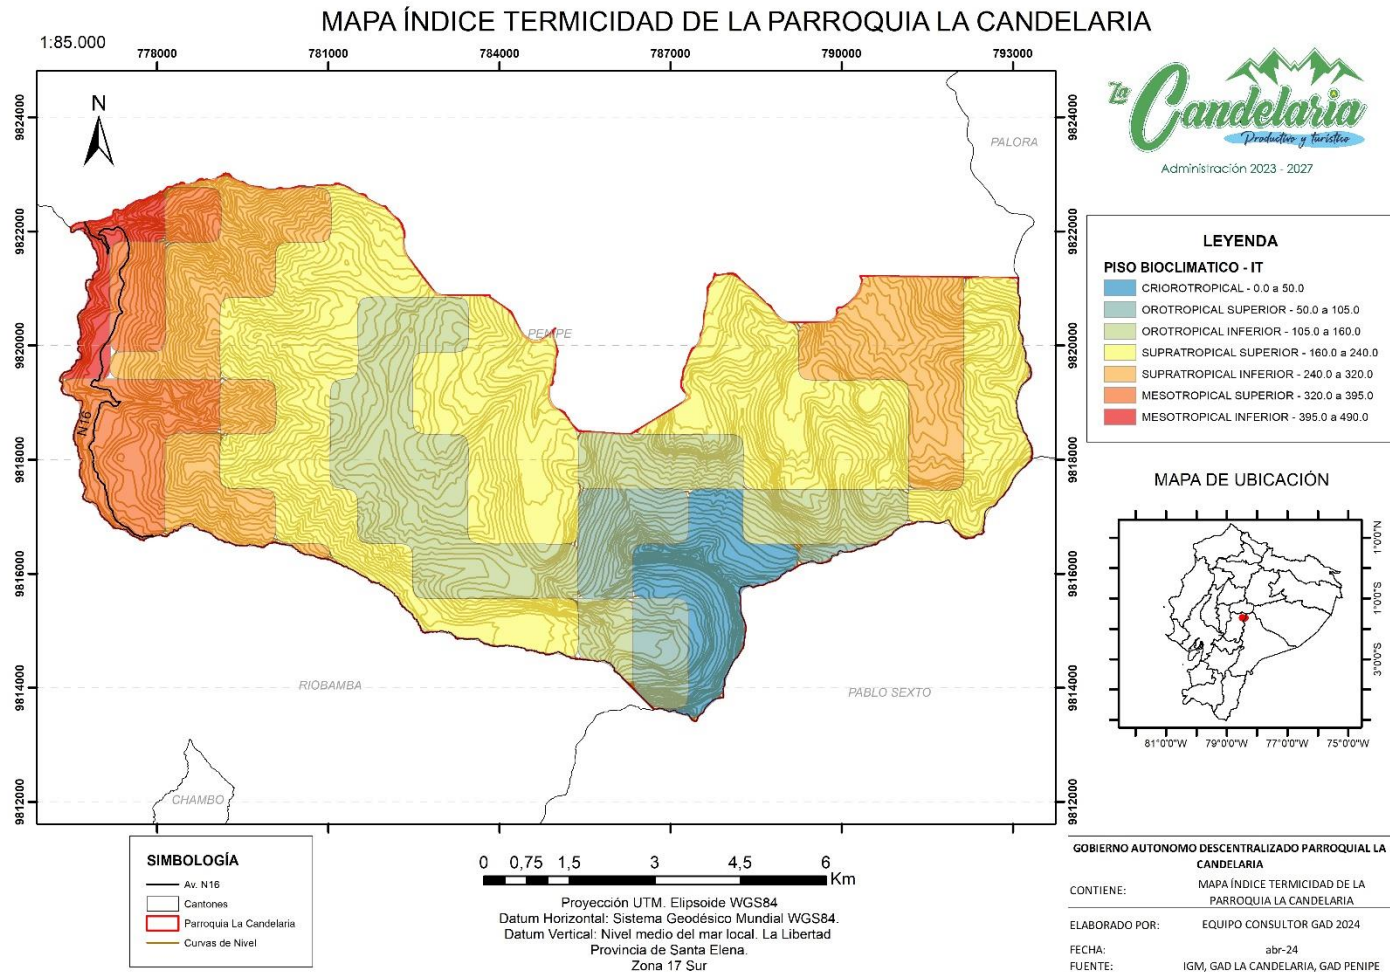 MAPA ÍNDICE TERMICIDAD DE LA PARROQUIA LA CANDELARIA
1:85.000
778000
781000
784000
787000
790000
793000
9824000
9822000
9820000
9818000
9816000
9814000
9812000
9824000
9822000
9820000
9818000
9816000
9814000
9812000
N
PALORA
PENIPE
N16
RIOBAMBA
PABLO SEXTO
CHAMBO
La
Candelaria
Productivo y turístico
Administración 2023 - 2027
LEYENDA
PISO BIOCLIMATICO - IT
CRIOROTROPICAL - 0.0 a 50.0
OROTROPICAL SUPERIOR - 50.0 a 105.0
OROTROPICAL INFERIOR - 105.0 a 160.0
SUPRATROPICAL SUPERIOR - 160.0 a 240.0
SUPRATROPICAL INFERIOR - 240.0 a 320.0
MESOTROPICAL SUPERIOR - 320.0 a 395.0
MESOTROPICAL INFERIOR - 395.0 a 490.0
MAPA DE UBICACIÓN
1°0'0"N
1°0'0"S
3°0'0"S
81°0'0"W
79°0'0"W
77°0'0"W
75°0'0"W
SIMBOLOGÍA
Av. N16
Cantones
Parroquia La Candelaria
Curvas de Nivel
0 0,75 1,5 3 4,5 6
Km
Proyección UTM. Elipsoide WGS84
Datum Horizontal: Sistema Geodésico Mundial WGS84.
Datum Vertical: Nivel medio del mar local. La Libertad
Provincia de Santa Elena.
Zona 17 Sur
GOBIERNO AUTONOMO DESCENTRALIZADO PARROQUIAL LA
CANDELARIA
CONTIENE: MAPA ÍNDICE TERMICIDAD DE LA
PARROQUIA LA CANDELARIA
ELABORADO POR: EQUIPO CONSULTOR GAD 2024
FECHA: abr-24
FUENTE: IGM, GAD LA CANDELARIA, GAD PENIPE